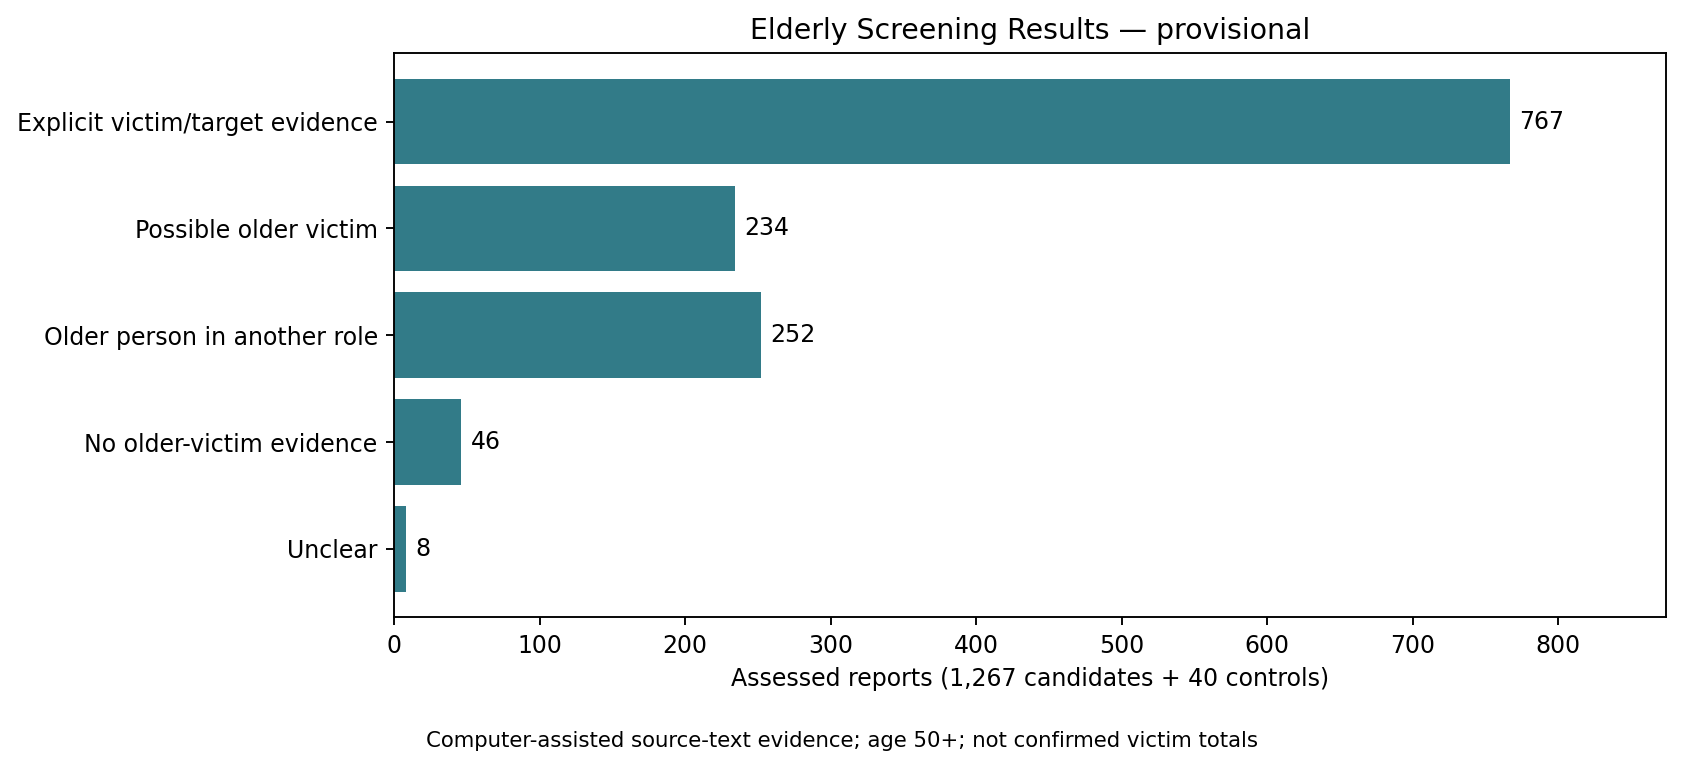 Elderly Screening Results — provisional
Explicit victim/target evidence
767
Possible older victim
234
Older person in another role
252
No older-victim evidence
46
Unclear
8
0 100 200 300 400 500 600 700 800
Assessed reports (1,267 candidates + 40 controls)
Computer-assisted source-text evidence; age 50+; not confirmed victim totals